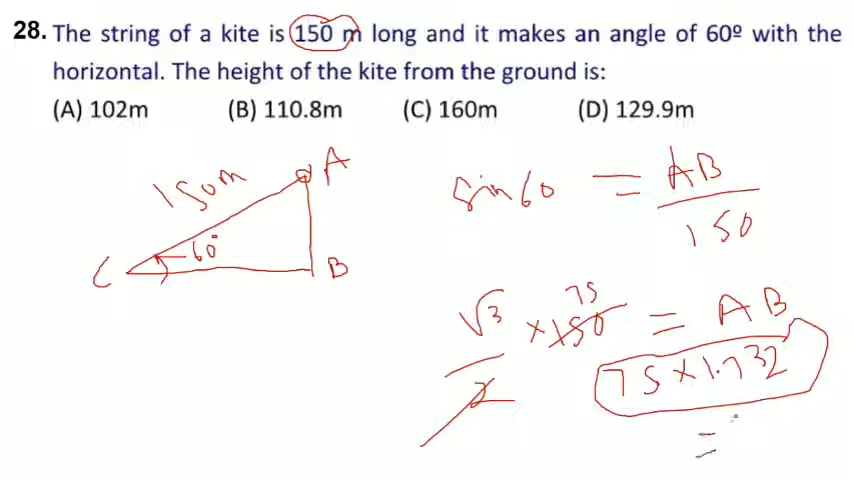 28. The string of a kite is 150 m long and it makes an angle of 60º with the
horizontal. The height of the kite from the ground is:
(A) 102m (B) 110.8m (C) 160m (D) 129.9m
150m
A
60°
C
B
sin 60 = AB / 150
√3 / 2 × 150 = AB
75
75 × 1.732
=